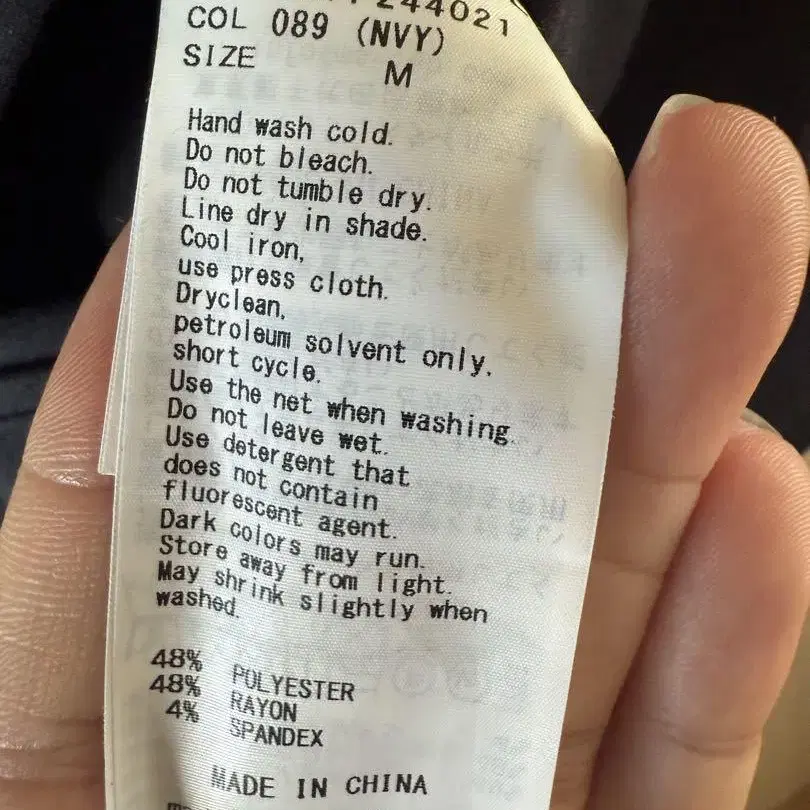 244021
COL 089 (NVY)
SIZE M
Hand wash cold.
Do not bleach.
Do not tumble dry.
Line dry in shade.
Cool iron,
use press cloth.
Dryclean,
petroleum solvent only,
short cycle.
Use the net when washing.
Do not leave wet.
Use detergent that
does not contain
fluorescent agent.
Dark colors may run.
Store away from light.
May shrink slightly when
washed.
48% POLYESTER
48% RAYON
4% SPANDEX
MADE IN CHINA